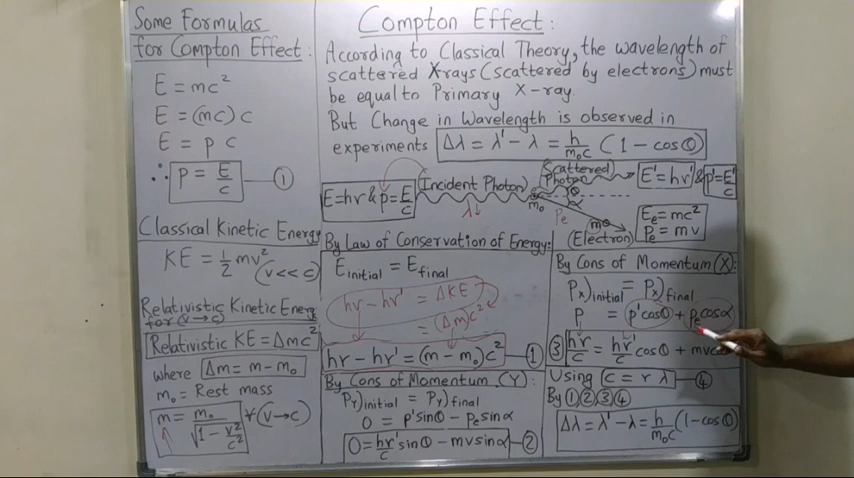 Some Formulas
for Compton Effect:
E = mc²
E = (mc) c
E = p c
∴ p = E/c — ①
Classical Kinetic Energy
KE = 1/2 mv² (v << c)
Relativistic Kinetic Energy
for (v→c)
Relativistic KE = Δmc²
where Δm = m - m₀
m₀ = Rest mass
m = m₀/√(1 - v²/c²) (v→c)
Compton Effect:
According to Classical Theory, the wavelength of
scattered Xrays (scattered by electrons) must
be equal to Primary X-ray.
But Change in Wavelength is observed in
experiments Δλ = λ' - λ = h/m₀c (1 - cosθ)
E=hν & p=E/c (Incident Photon) λ
Scattered Photon E'=hν' & p'=E'/c
m₀ θ α
Pe m (Electron)
Ee = mc²
Pe = mv
By Law of Conservation of Energy:
E initial = E final
hν - hν' = ΔKE
= (Δm)c²
hν - hν' = (m - m₀)c² — ①
By Cons of Momentum (Y):
Py)initial = Py)final
0 = p'sinθ - Pe sinα
0 = hν'/c sinθ - mv sinα — ②
By Cons of Momentum (X):
Px)initial = Px)final
p = p'cosθ + Pe cosα
③ hν/c = hν'/c cosθ + mvcos
Using c = ν λ — ④
By ①,②,③,④
Δλ = λ' - λ = h/m₀c (1 - cosθ)